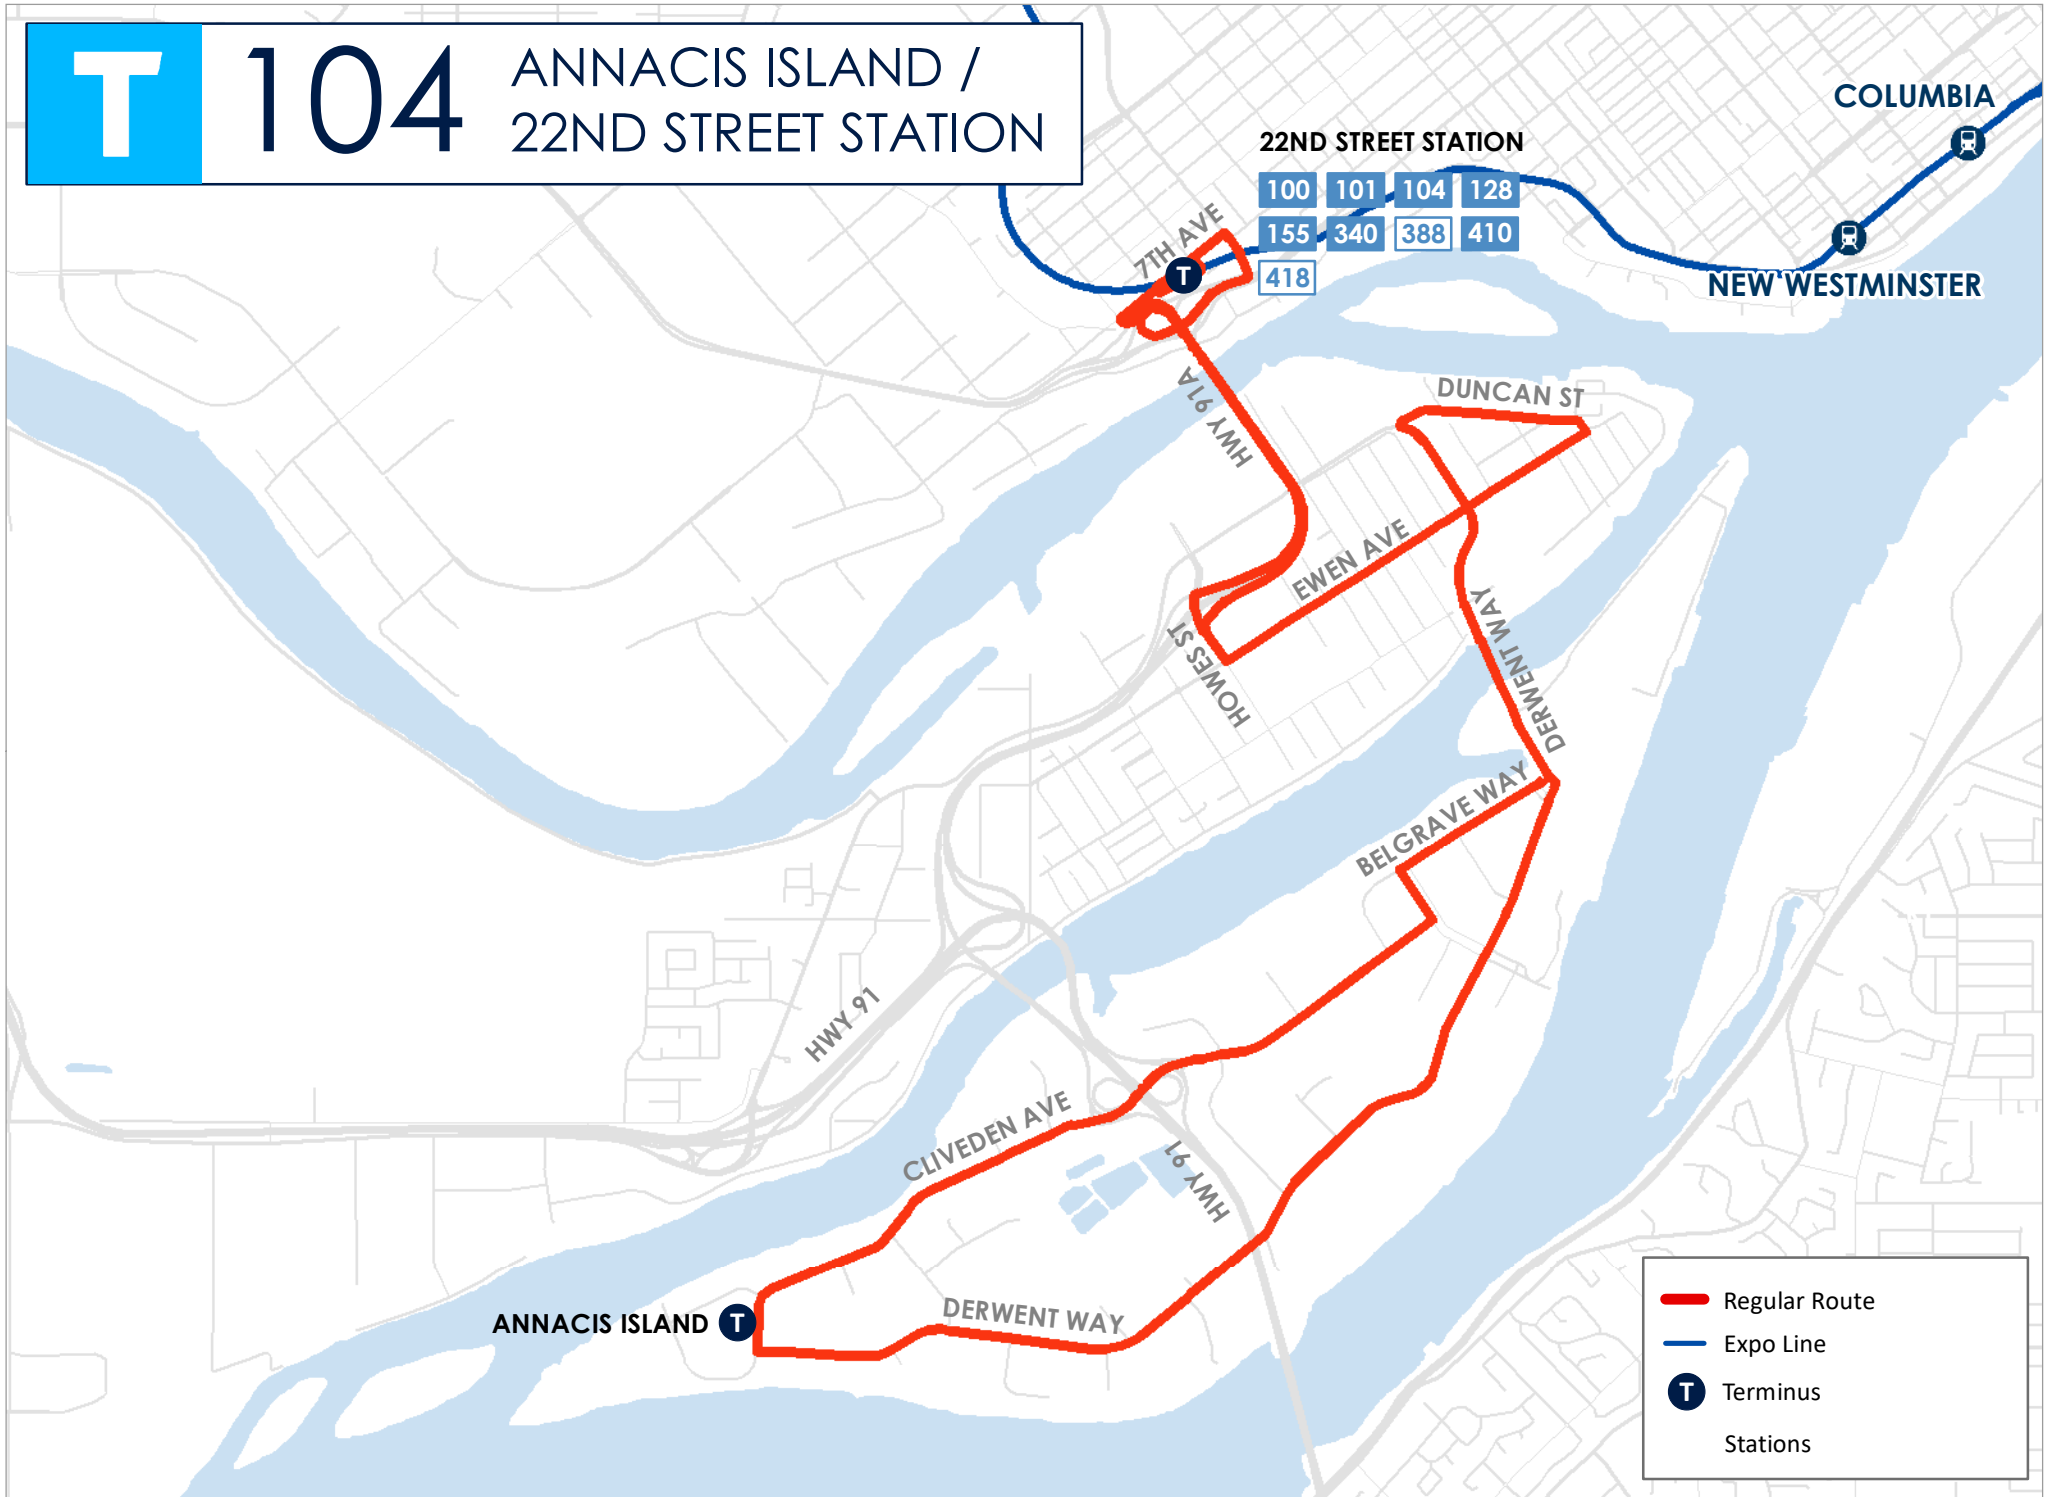 T
104
ANNACIS ISLAND /
22ND STREET STATION
COLUMBIA
22ND STREET STATION
100 101 104 128
155 340 388 410
418
7TH AVE
T
NEW WESTMINSTER
HWY 91A
DUNCAN ST
EWEN AVE
HOWES ST
DERWENT WAY
BELGRAVE WAY
HWY 91
CLIVEDEN AVE
HWY 91
ANNACIS ISLAND
T
DERWENT WAY
Regular Route
Expo Line
T Terminus
Stations